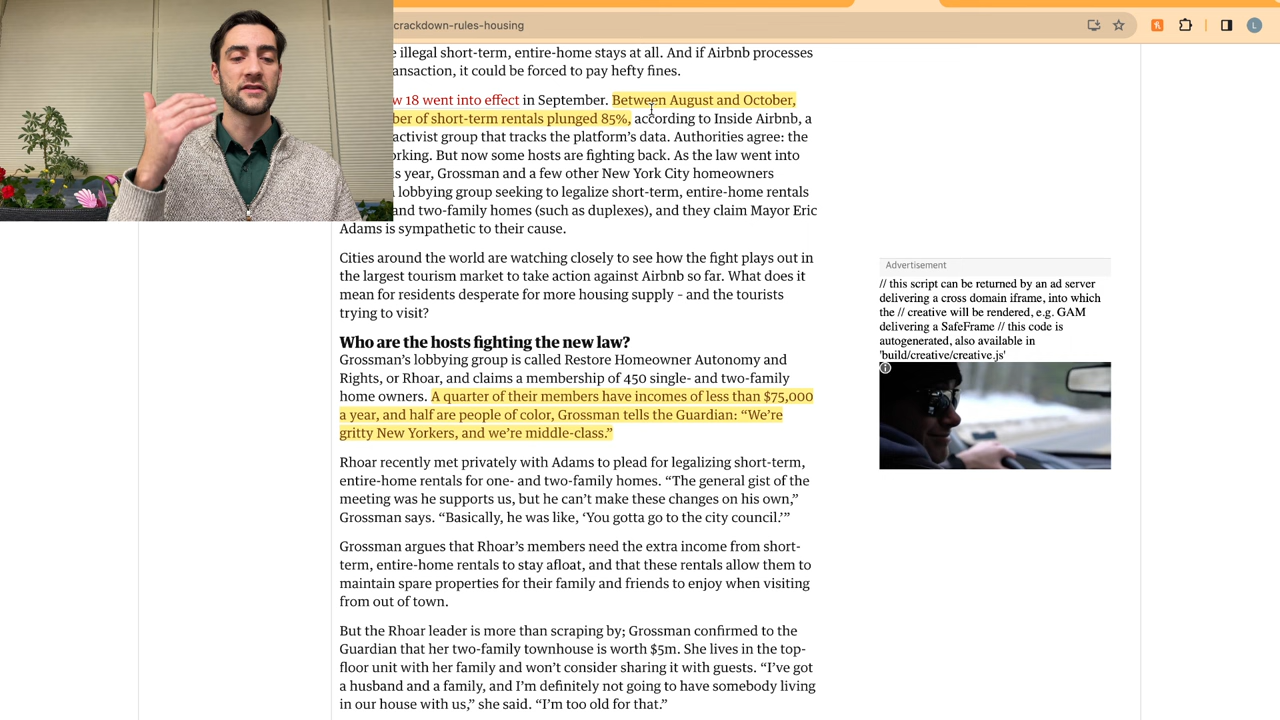 crackdown-rules-housing
L
e illegal short-term, entire-home stays at all. And if Airbnb processes
ansaction, it could be forced to pay hefty fines.
w 18 went into effect in September. Between August and October,
ber of short-term rentals plunged 85%, according to Inside Airbnb, a
activist group that tracks the platform’s data. Authorities agree: the
orking. But now some hosts are fighting back. As the law went into
is year, Grossman and a few other New York City homeowners
lobbying group seeking to legalize short-term, entire-home rentals
and two-family homes (such as duplexes), and they claim Mayor Eric
Adams is sympathetic to their cause.
Cities around the world are watching closely to see how the fight plays out in
the largest tourism market to take action against Airbnb so far. What does it
mean for residents desperate for more housing supply – and the tourists
trying to visit?
Who are the hosts fighting the new law?
Grossman’s lobbying group is called Restore Homeowner Autonomy and
Rights, or Rhoar, and claims a membership of 450 single- and two-family
home owners. A quarter of their members have incomes of less than $75,000
a year, and half are people of color, Grossman tells the Guardian: “We’re
gritty New Yorkers, and we’re middle-class.”
Rhoar recently met privately with Adams to plead for legalizing short-term,
entire-home rentals for one- and two-family homes. “The general gist of the
meeting was he supports us, but he can’t make these changes on his own,”
Grossman says. “Basically, he was like, ‘You gotta go to the city council.’”
Grossman argues that Rhoar’s members need the extra income from short-
term, entire-home rentals to stay afloat, and that these rentals allow them to
maintain spare properties for their family and friends to enjoy when visiting
from out of town.
But the Rhoar leader is more than scraping by; Grossman confirmed to the
Guardian that her two-family townhouse is worth $5m. She lives in the top-
floor unit with her family and won’t consider sharing it with guests. “I’ve got
a husband and a family, and I’m definitely not going to have somebody living
in our house with us,” she said. “I’m too old for that.”
Advertisement
// this script can be returned by an ad server
delivering a cross domain iframe, into which
the // creative will be rendered, e.g. GAM
delivering a SafeFrame // this code is
autogenerated, also available in
'build/creative/creative.js'